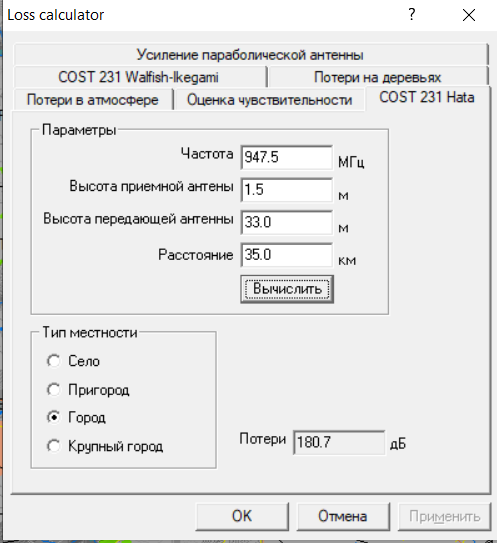 Loss calculator
?
Усиление параболической антенны
COST 231 Walfish-Ikegami
Потери на деревьях
Потери в атмосфере
Оценка чувствительности
COST 231 Hata
Параметры
Частота 947.5 МГц
Высота приемной антены 1.5 м
Высота передающей антенны 33.0 м
Расстояние 35.0 км
Вычислить
Тип местности
Село
Пригород
Город
Крупный город
Потери 180.7 дБ
OK
Отмена
Применить